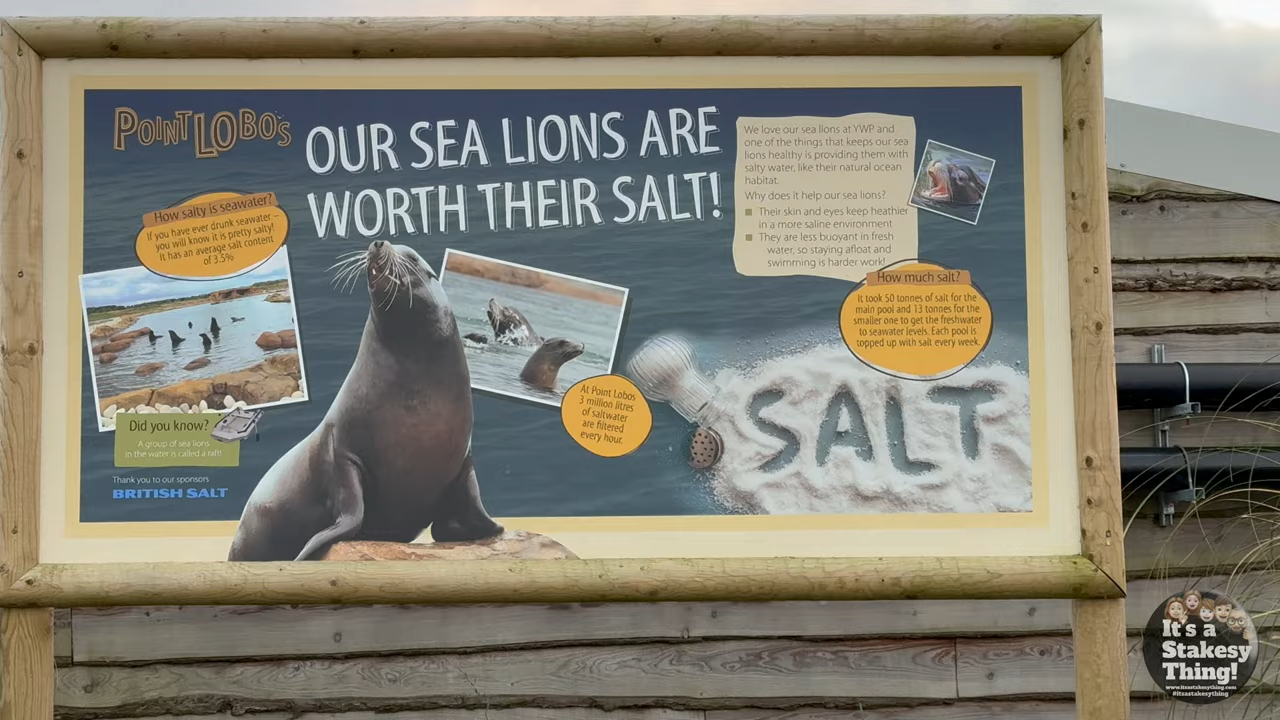 POINT LOBOS
OUR SEA LIONS ARE
WORTH THEIR SALT!
We love our sea lions at YWP and
one of the things that keeps our sea
lions healthy is providing them with
salty water, like their natural ocean
habitat.
Why does it help our sea lions?
Their skin and eyes keep heathier
in a more saline environment
They are less buoyant in fresh
water, so staying afloat and
swimming is harder work!
How salty is seawater?
If you have ever drunk seawater –
you will know it is pretty salty!
It has an average salt content
of 3.5%
How much salt?
It took 50 tonnes of salt for the
main pool and 13 tonnes for the
smaller one to get the freshwater
to seawater levels. Each pool is
topped up with salt every week.
At Point Lobos
3 million litres
of saltwater
are filtered
every hour.
SALT
Did you know?
A group of sea lions
in the water is called a raft!
Thank you to our sponsors
BRITISH SALT
It's a
Stakesy
Thing!
www.itsastakesything.com
#itsastakesything